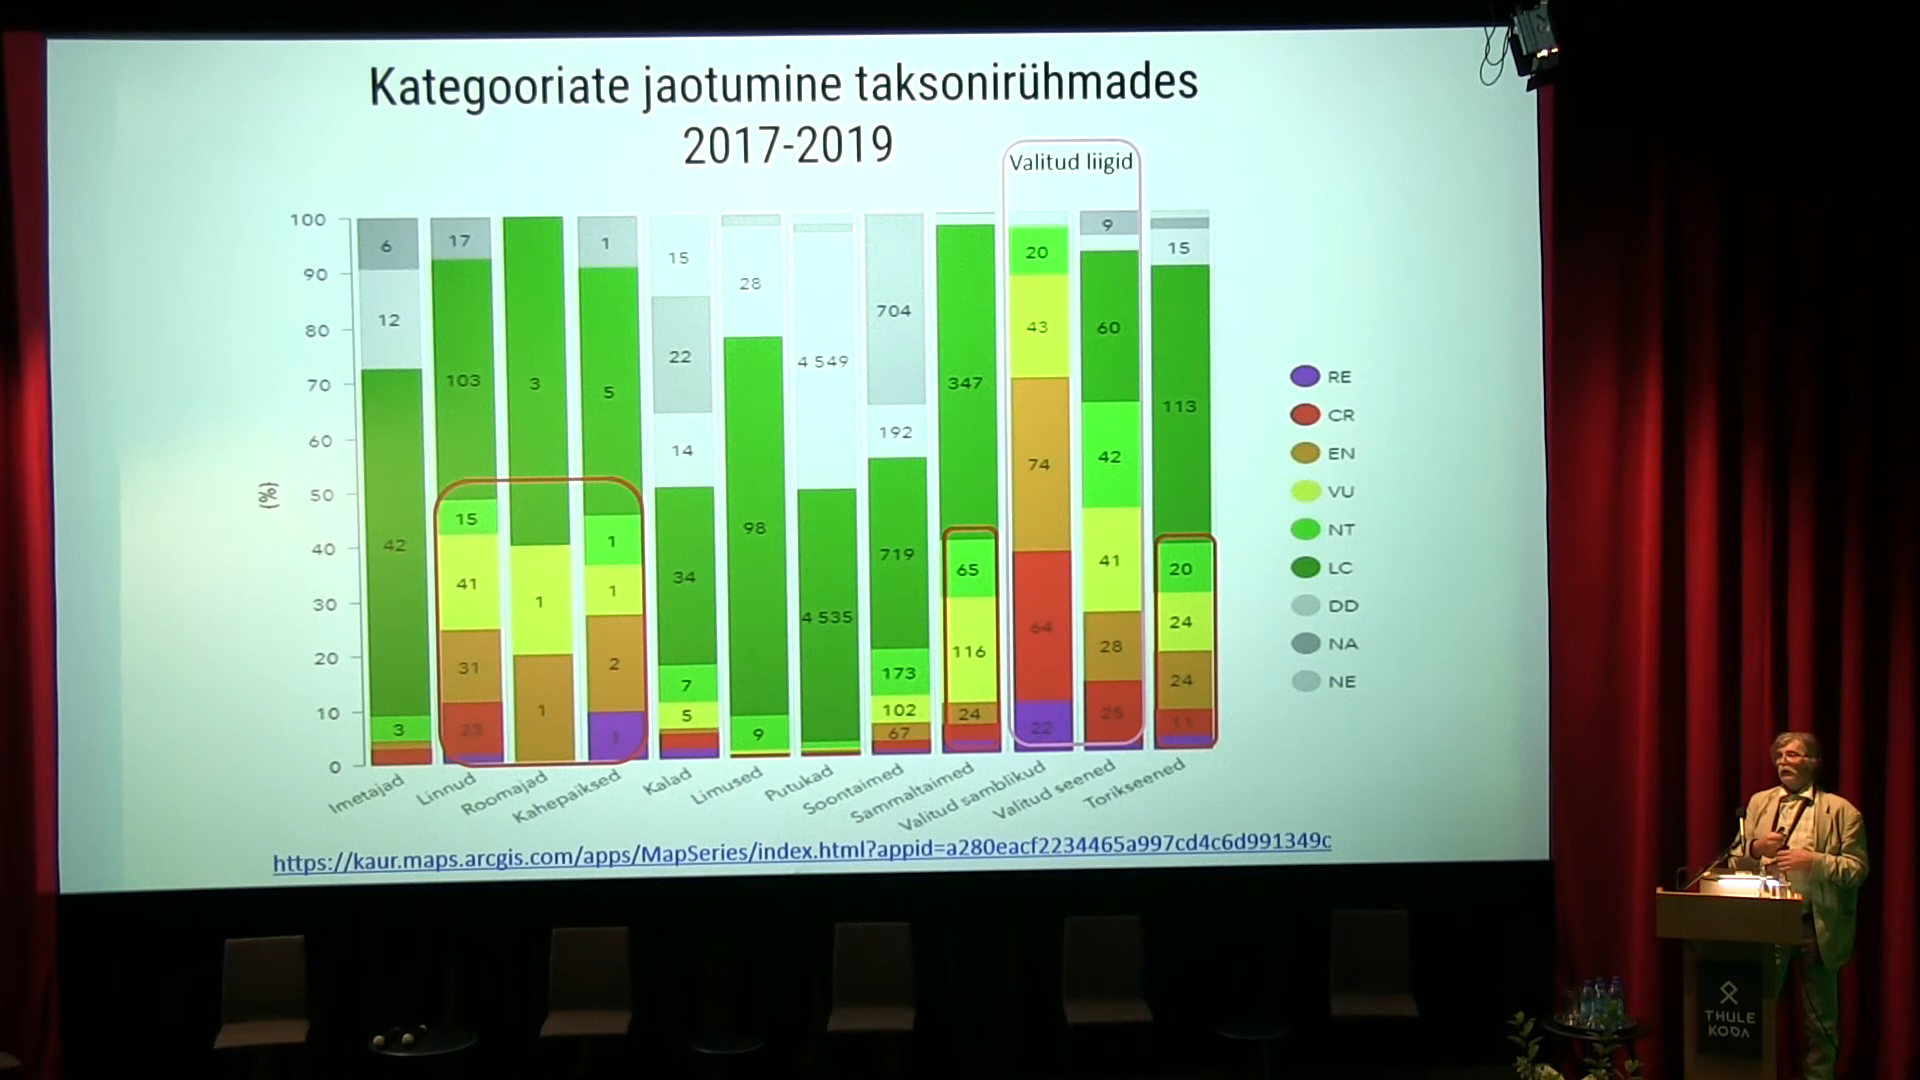 Kategooriate jaotumine taksonirühmades
2017-2019
Valitud liigid
100
90
80
70
60
50
40
30
20
10
0
(%)
6
12
42
3
17
103
15
41
31
23
3
1
1
1
5
1
1
2
1
15
22
14
34
7
5
28
98
9
4 549
4 535
704
192
719
173
102
67
347
65
116
24
20
43
74
64
22
9
60
42
41
28
25
15
113
20
24
24
11
Imetajad
Linnud
Roomajad
Kahepaiksed
Kalad
Limused
Putukad
Soontaimed
Sammaltaimed
Valitud samblikud
Valitud seened
Torikseened
RE
CR
EN
VU
NT
LC
DD
NA
NE
https://kaur.maps.arcgis.com/apps/MapSeries/index.html?appid=a280eacf2234465a997cd4c6d991349c
THULE
KODA